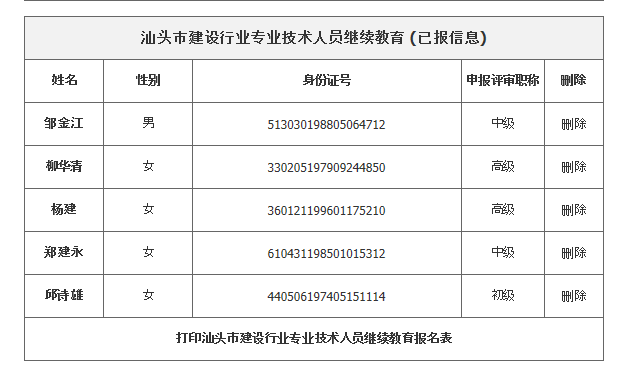 汕头市建设行业专业技术人员继续教育 (已报信息)
姓名 性别 身份证号 申报评审职称 删除
邹金江 男 513030198805064712 中级 删除
柳华清 女 330205197909244850 高级 删除
杨建 女 360121199601175210 高级 删除
郑建永 女 610431198501015312 中级 删除
邱诗雄 女 440506197405151114 初级 删除
打印汕头市建设行业专业技术人员继续教育报名表